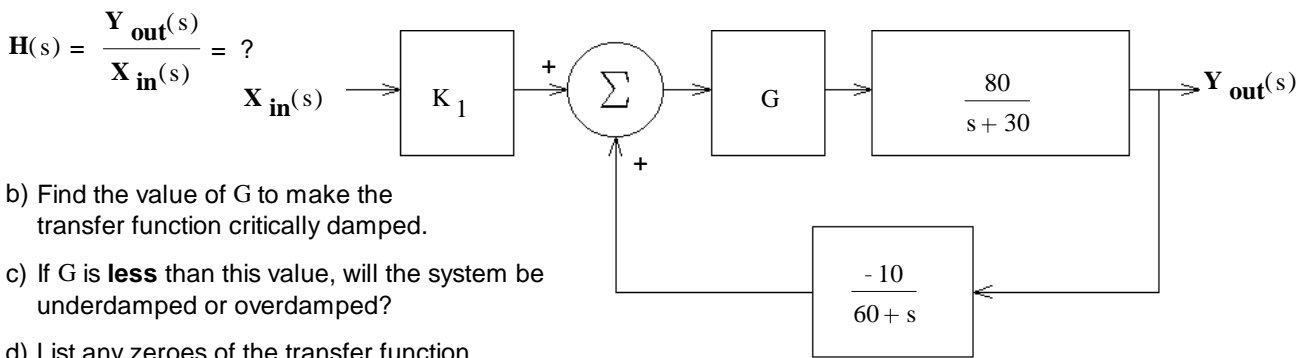 H(s) = Y out(s) / X in(s) = ?
X in(s)
K 1
+
Σ
+
G
80 / s + 30
Y out(s)
- 10 / 60 + s
b) Find the value of G to make the
transfer function critically damped.
c) If G is less than this value, will the system be
underdamped or overdamped?
d) List any zeroes of the transfer function